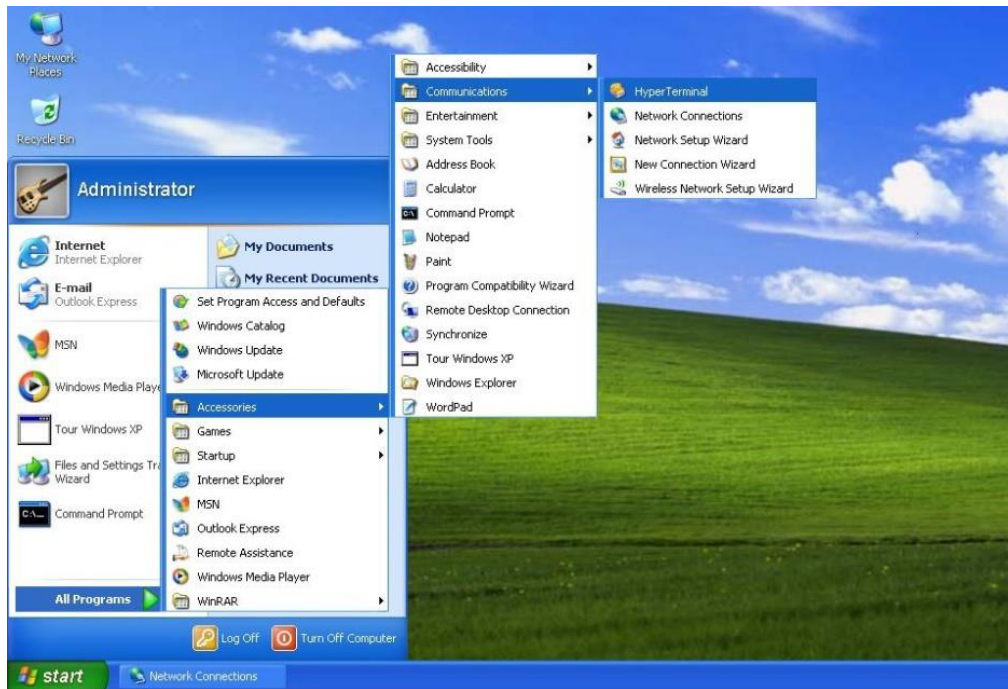 My Network
Places
Recycle Bin
Administrator
Internet
Internet Explorer
E-mail
Outlook Express
MSN
Windows Media Playe
Tour Windows XP
Files and Settings Tra
Wizard
Command Prompt
All Programs
My Documents
My Recent Documents
Set Program Access and Defaults
Windows Catalog
Windows Update
Microsoft Update
Accessories
Games
Startup
Internet Explorer
MSN
Outlook Express
Remote Assistance
Windows Media Player
WinRAR
Accessibility
Communications
Entertainment
System Tools
Address Book
Calculator
Command Prompt
Notepad
Paint
Program Compatibility Wizard
Remote Desktop Connection
Synchronize
Tour Windows XP
Windows Explorer
WordPad
HyperTerminal
Network Connections
Network Setup Wizard
New Connection Wizard
Wireless Network Setup Wizard
Log Off
Turn Off Computer
start
Network Connections